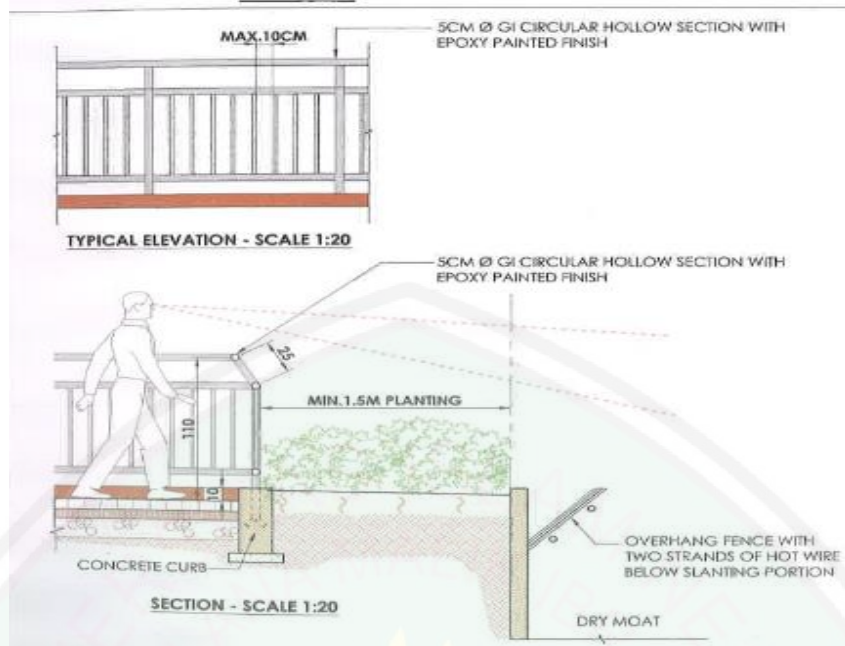 5CM Ø GI CIRCULAR HOLLOW SECTION WITH
EPOXY PAINTED FINISH
MAX.10CM
TYPICAL ELEVATION - SCALE 1:20
5CM Ø GI CIRCULAR HOLLOW SECTION WITH
EPOXY PAINTED FINISH
25
MIN.1.5M PLANTING
110
10
OVERHANG FENCE WITH
TWO STRANDS OF HOT WIRE
BELOW SLANTING PORTION
CONCRETE CURB
SECTION - SCALE 1:20
DRY MOAT